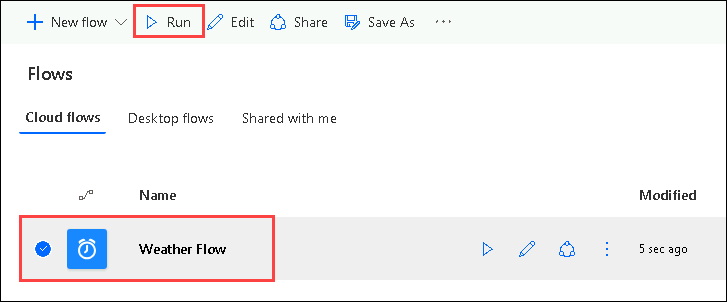 New flow Run Edit Share Save As ...
Flows
Cloud flows Desktop flows Shared with me
Name Modified
Weather Flow 5 sec ago